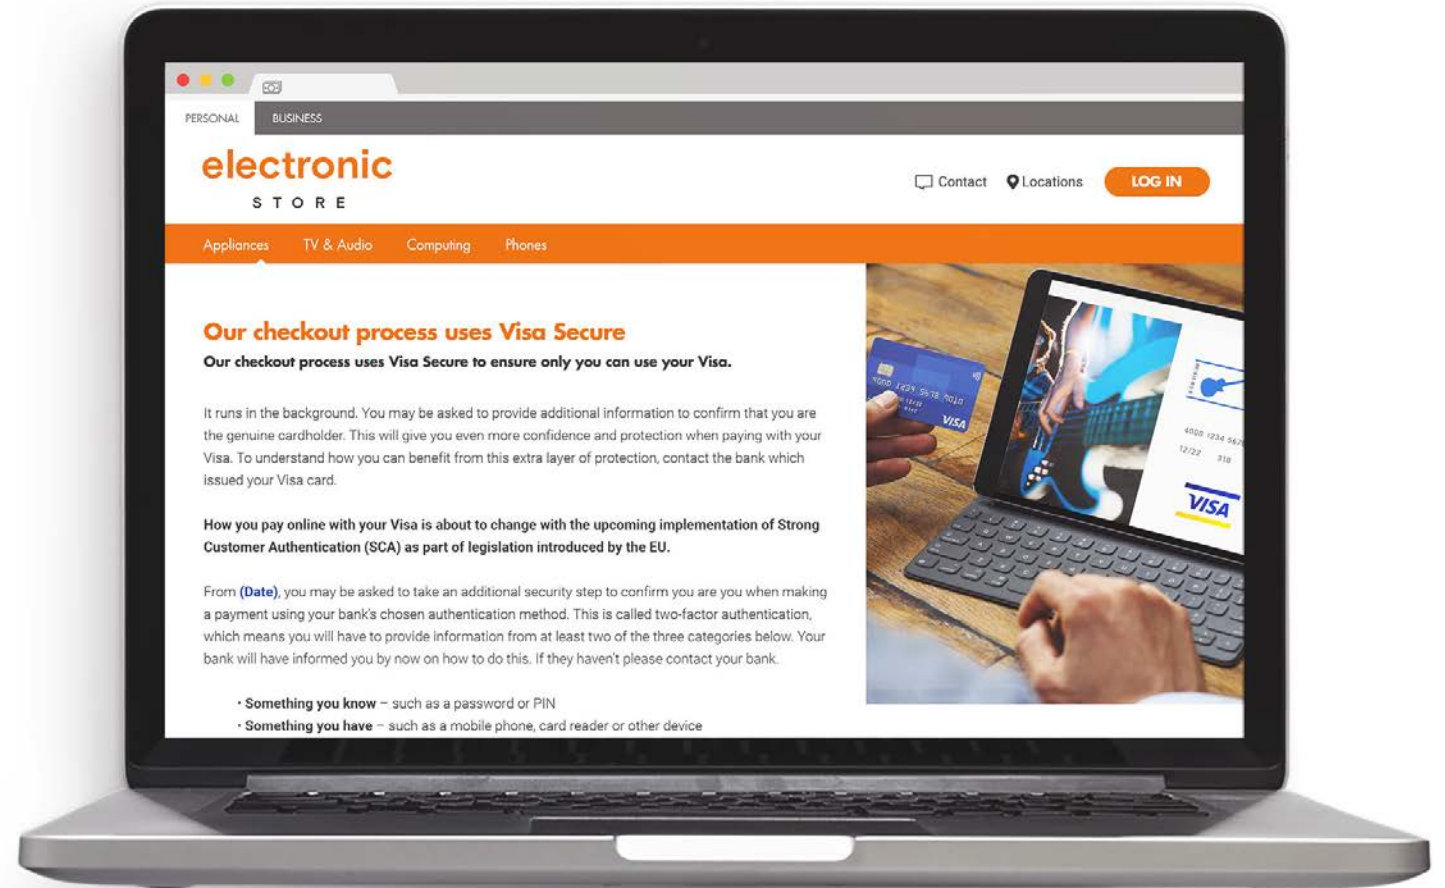 PERSONAL BUSINESS
electronic
STORE
Contact Locations LOG IN
Appliances TV & Audio Computing Phones
Our checkout process uses Visa Secure
Our checkout process uses Visa Secure to ensure only you can use your Visa.
It runs in the background. You may be asked to provide additional information to confirm that you are
the genuine cardholder. This will give you even more confidence and protection when paying with your
Visa. To understand how you can benefit from this extra layer of protection, contact the bank which
issued your Visa card.
How you pay online with your Visa is about to change with the upcoming implementation of Strong
Customer Authentication (SCA) as part of legislation introduced by the EU.
From (Date), you may be asked to take an additional security step to confirm you are you when making
a payment using your bank's chosen authentication method. This is called two-factor authentication,
which means you will have to provide information from at least two of the three categories below. Your
bank will have informed you by now on how to do this. If they haven't please contact your bank.
· Something you know – such as a password or PIN
· Something you have – such as a mobile phone, card reader or other device
4000 1234 5678 9010
VISA
4000 1234 567
12/22 318
VISA